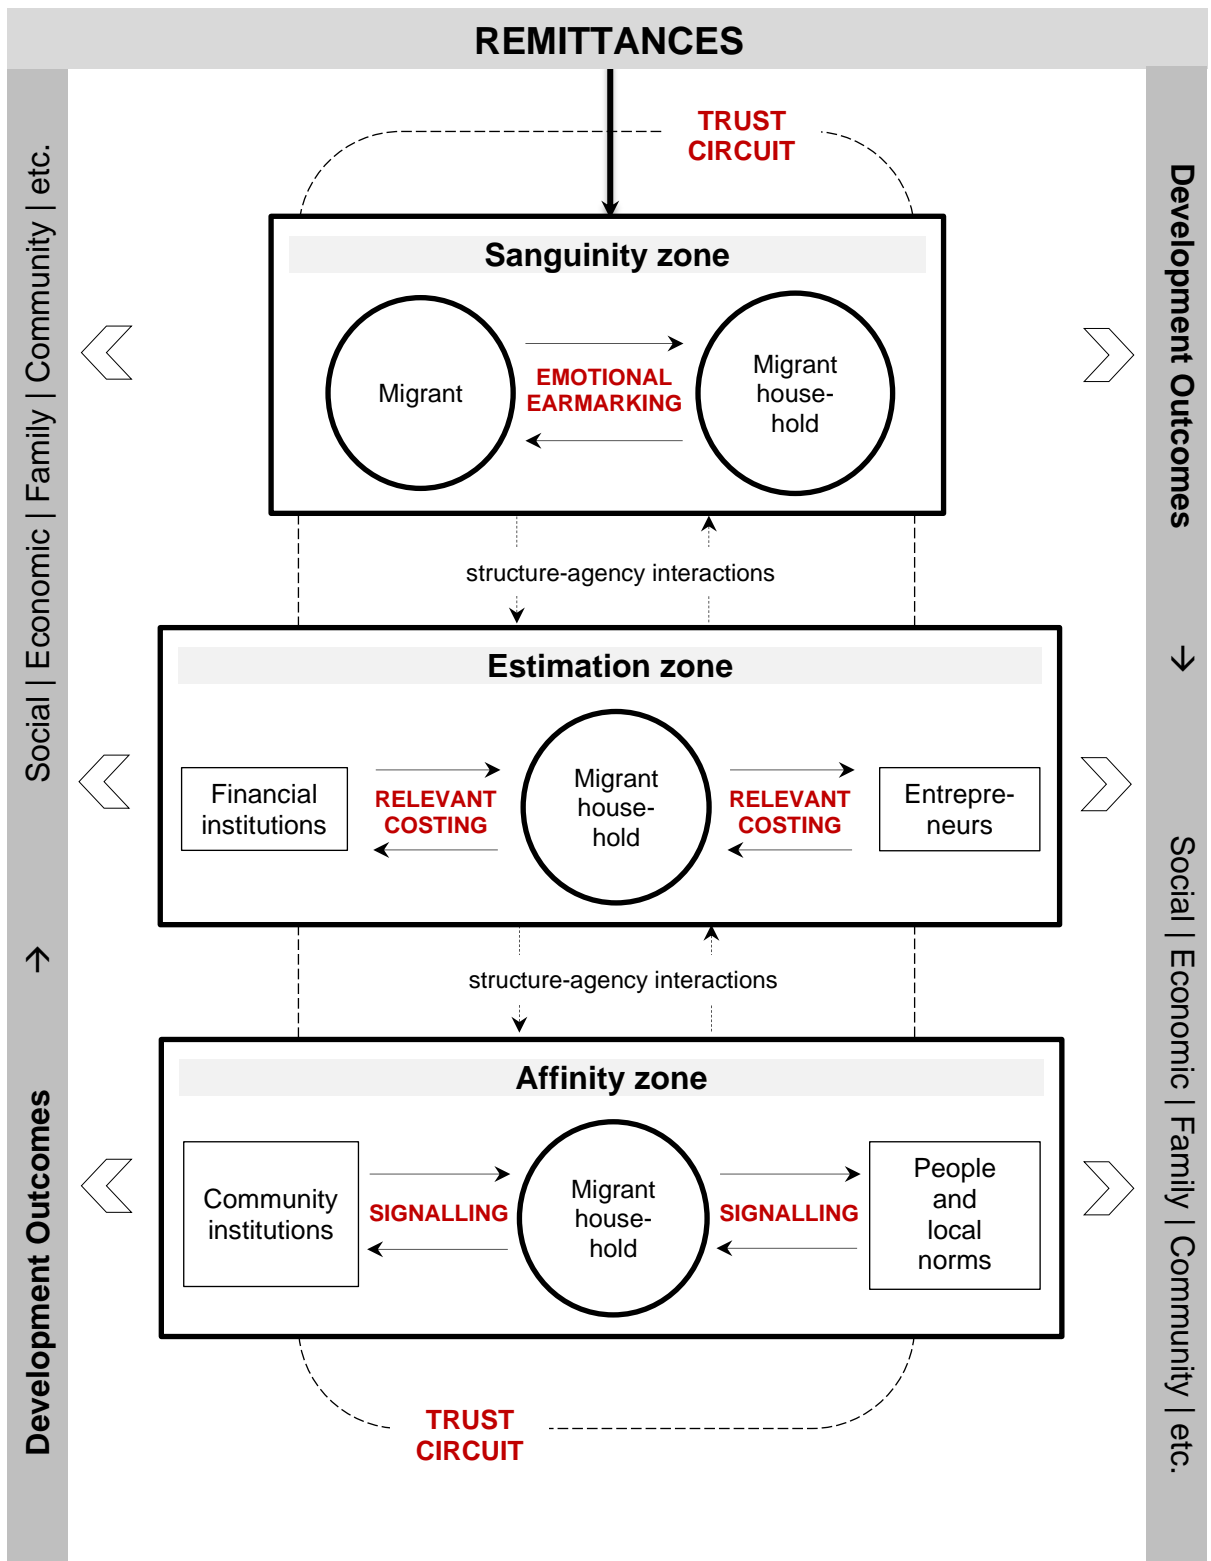 REMITTANCES
TRUST
CIRCUIT
Social | Economic | Family | Community | etc.
Development Outcomes
Sanguinity zone
Migrant
EMOTIONAL
EARMARKING
Migrant
house-
hold
structure-agency interactions
Estimation zone
Financial
institutions
RELEVANT
COSTING
Migrant
house-
hold
RELEVANT
COSTING
Entrepre-
neurs
structure-agency interactions
Affinity zone
Community
institutions
SIGNALLING
Migrant
house-
hold
SIGNALLING
People
and
local
norms
Development Outcomes
Social | Economic | Family | Community | etc.
TRUST
CIRCUIT